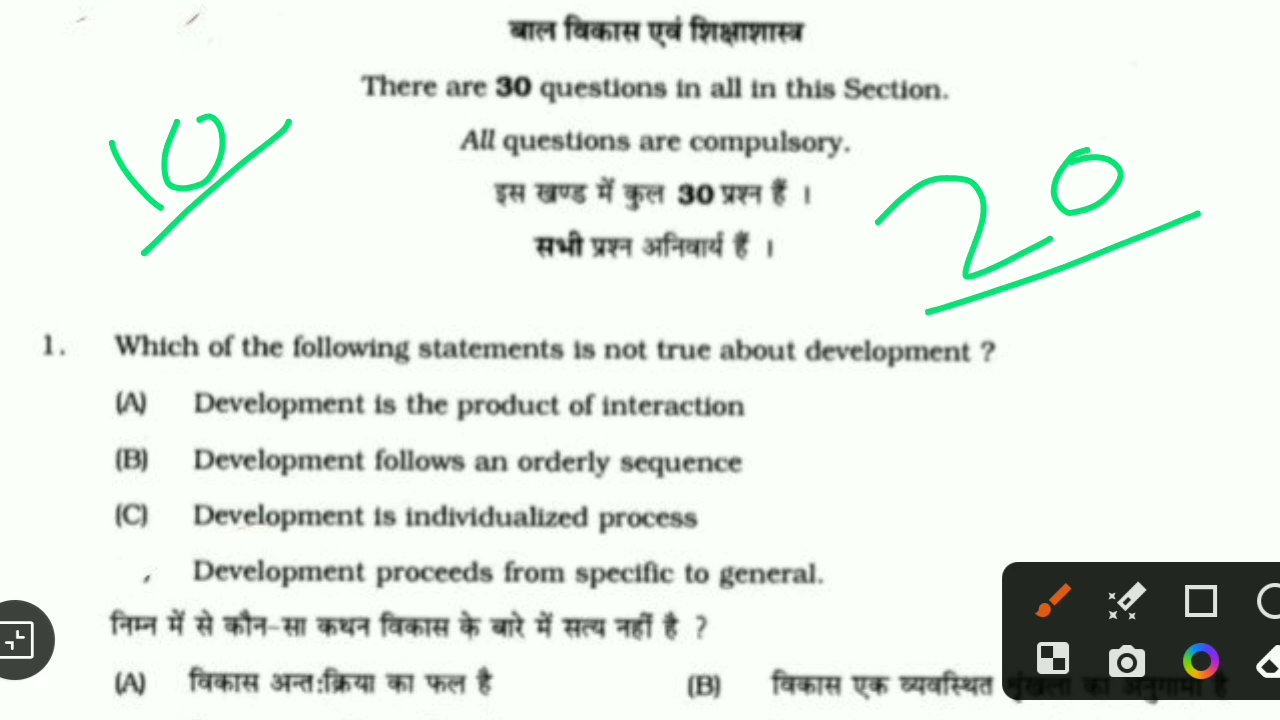 बाल विकास एवं शिक्षाशास्त्र
There are 30 questions in all in this Section.
All questions are compulsory.
इस खण्ड में कुल 30 प्रश्न हैं ।
सभी प्रश्न अनिवार्य हैं ।
10
20
1. Which of the following statements is not true about development ?
(A) Development is the product of interaction
(B) Development follows an orderly sequence
(C) Development is individualized process
Development proceeds from specific to general.
निम्न में से कौन-सा कथन विकास के बारे में सत्य नहीं है ?
(A) विकास अन्त:क्रिया का फल है (B) विकास एक व्यवस्थित शृंखला का अनुगामी है